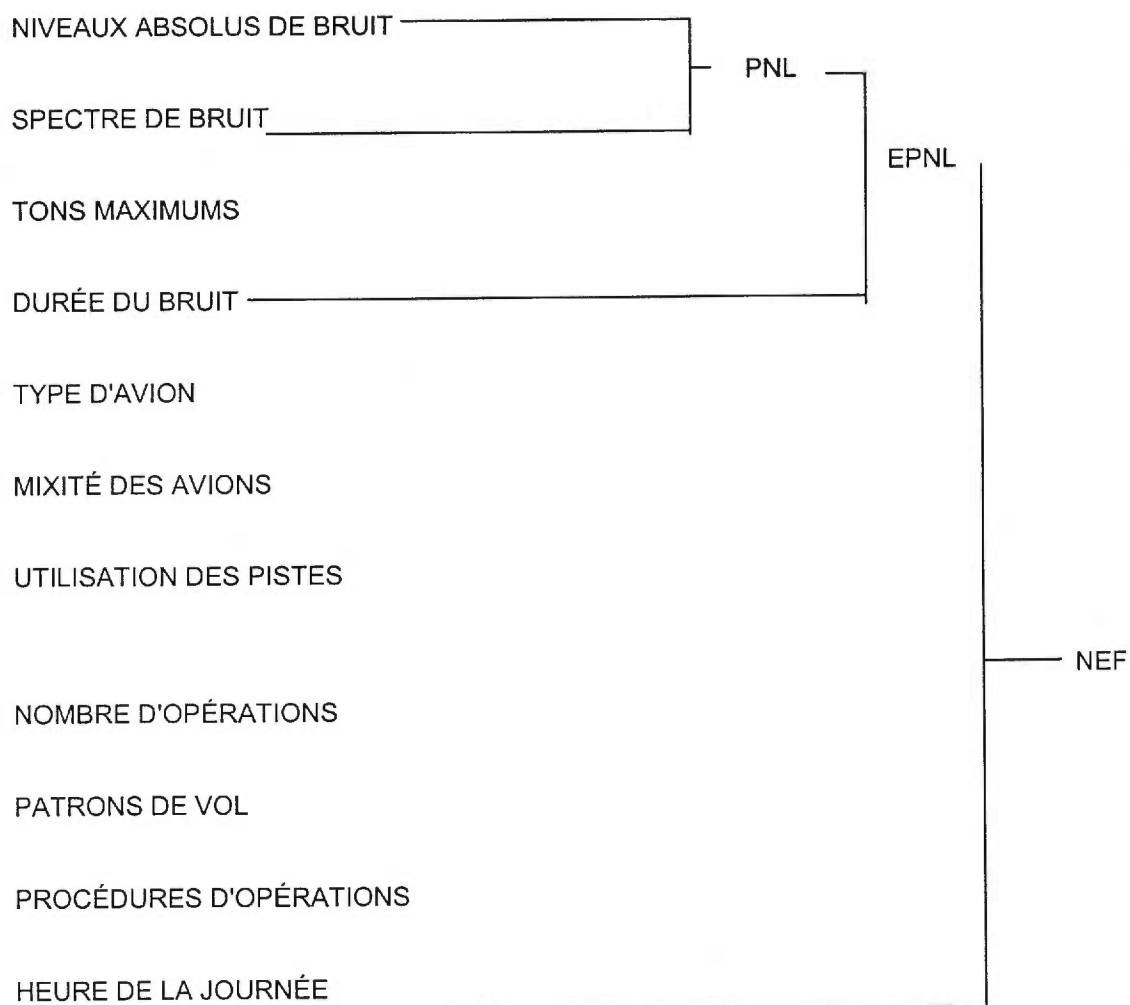 NIVEAUX ABSOLUS DE BRUIT
PNL
SPECTRE DE BRUIT
EPNL
TONS MAXIMUMS
DURÉE DU BRUIT
TYPE D'AVION
MIXITÉ DES AVIONS
UTILISATION DES PISTES
NEF
NOMBRE D'OPÉRATIONS
PATRONS DE VOL
PROCÉDURES D'OPÉRATIONS
HEURE DE LA JOURNÉE